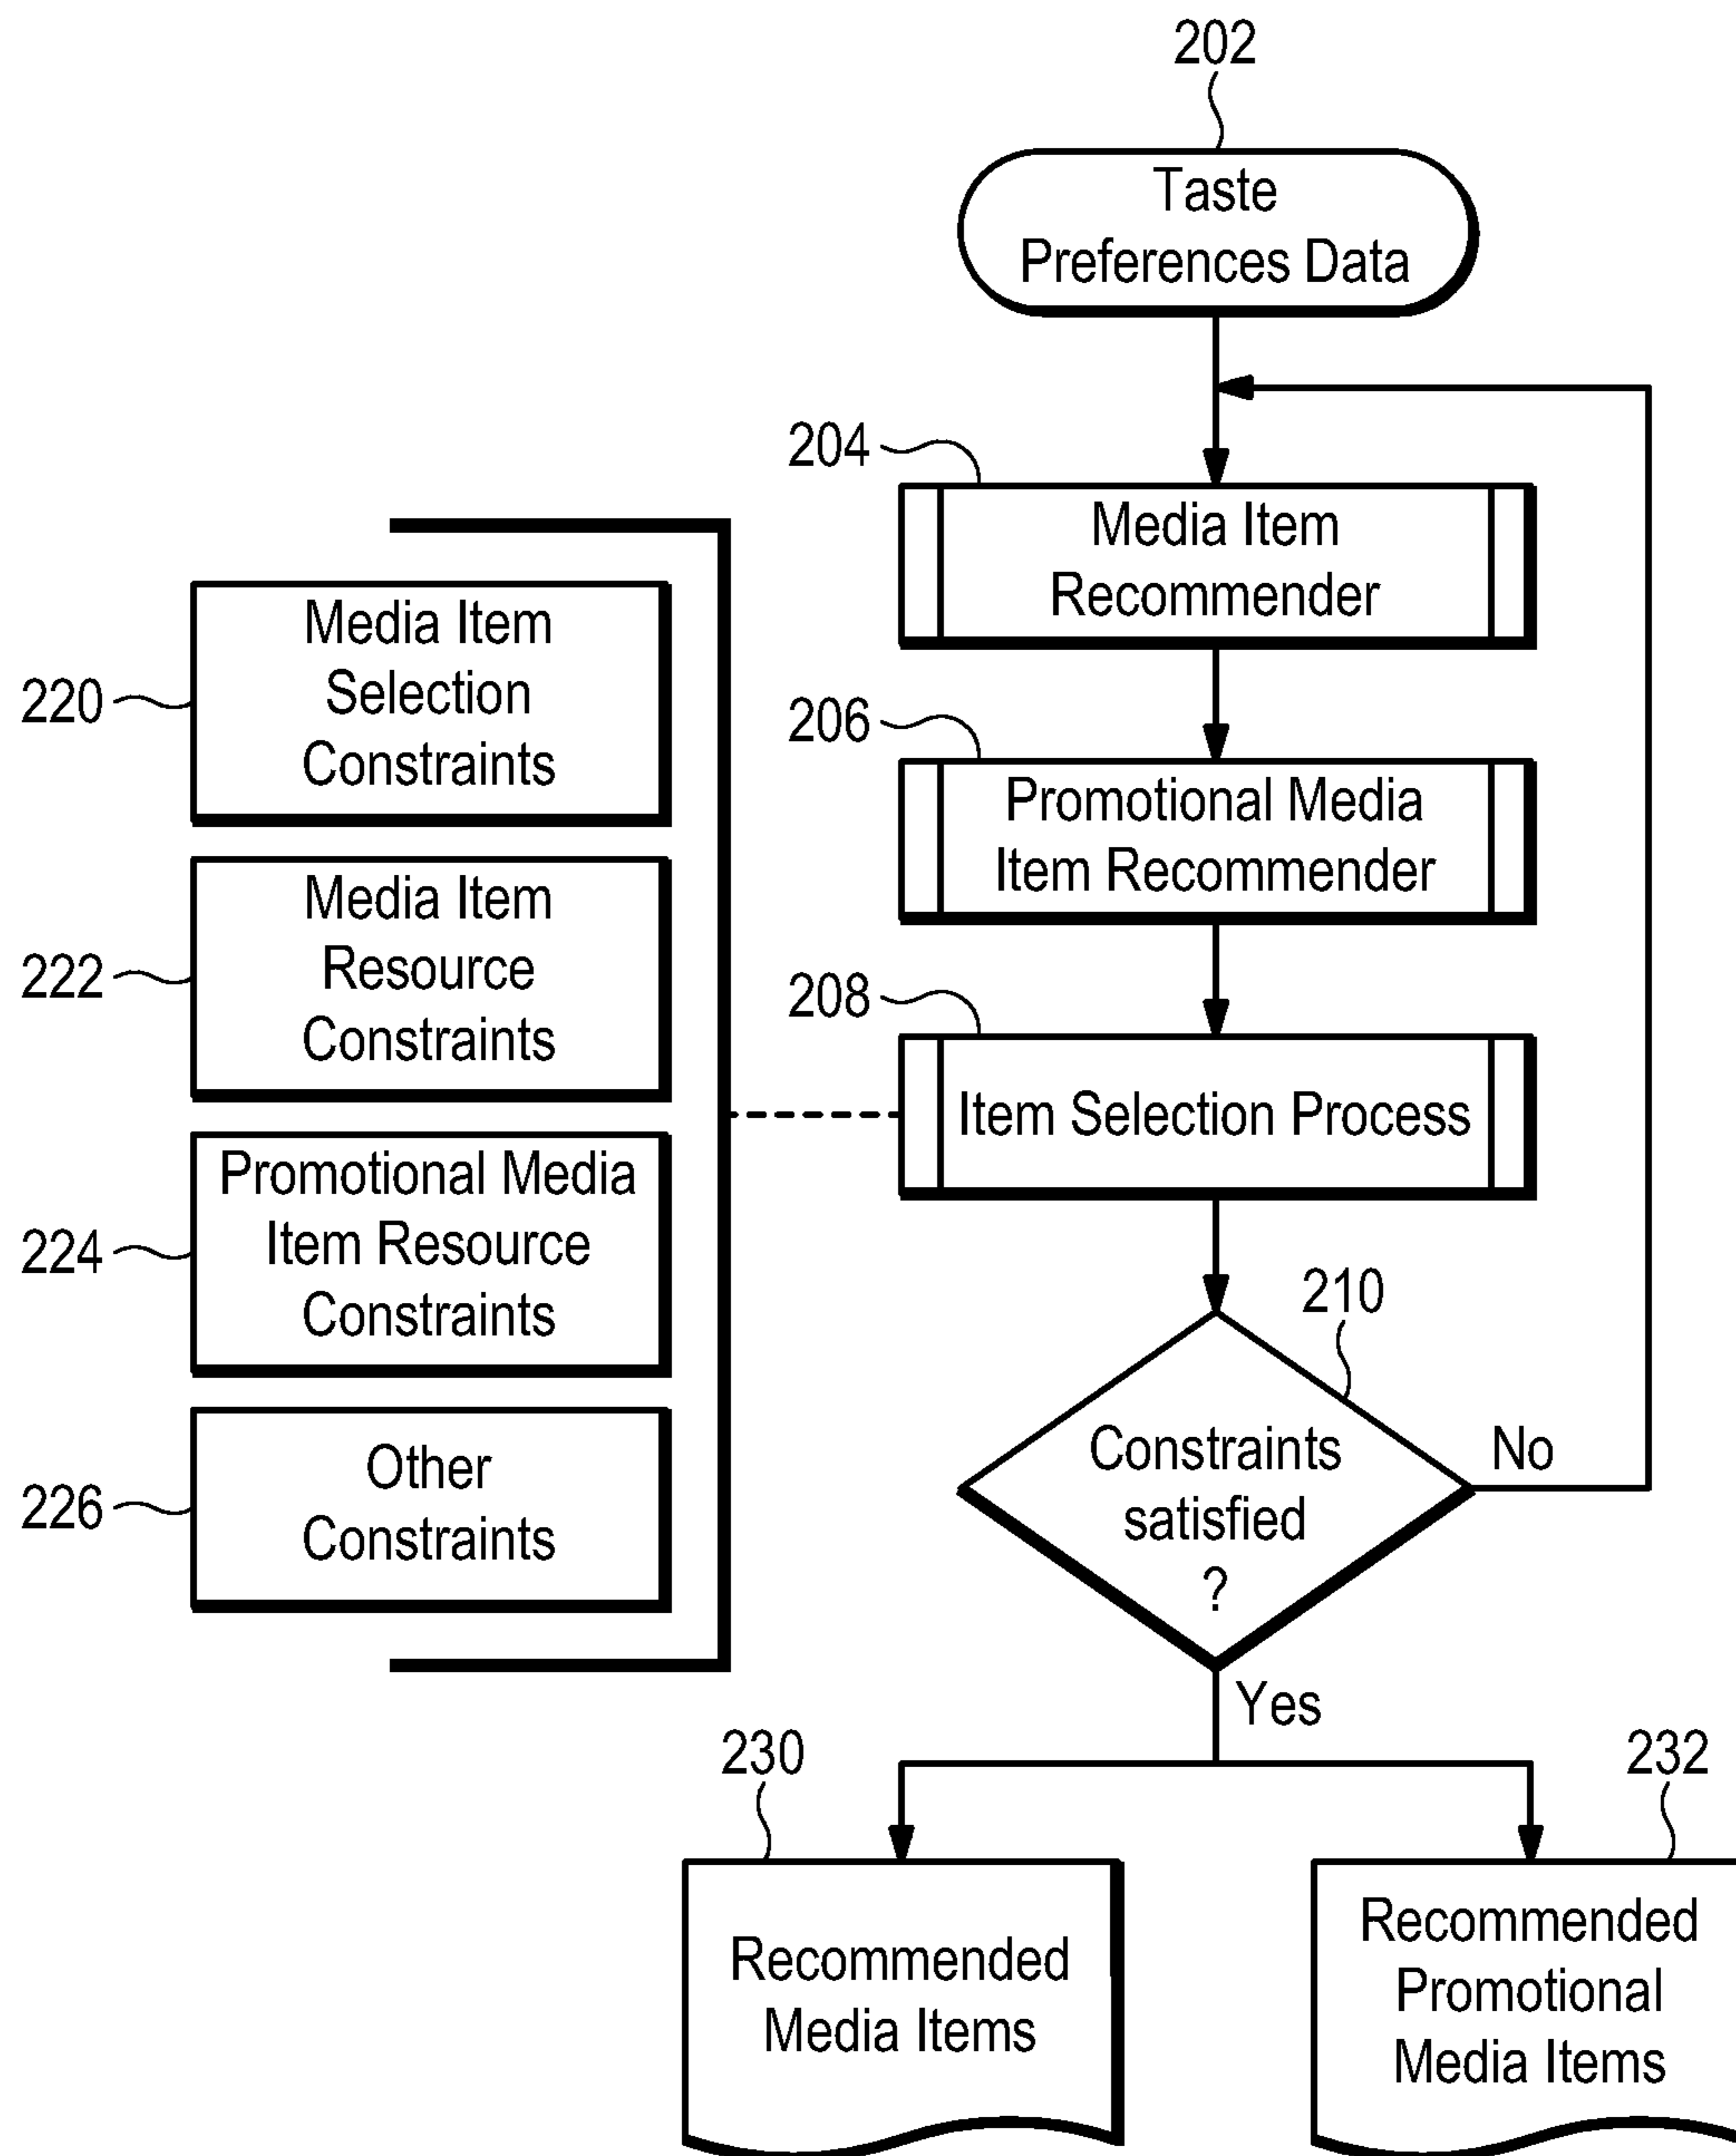 202
Taste
Preferences Data
204
Media Item
Recommender
220
Media Item
Selection
Constraints
206
Promotional Media
Item Recommender
222
Media Item
Resource
Constraints
208
Item Selection Process
224
Promotional Media
Item Resource
Constraints
210
Constraints
satisfied
?
No
226
Other
Constraints
Yes
230
232
Recommended
Media Items
Recommended
Promotional
Media Items